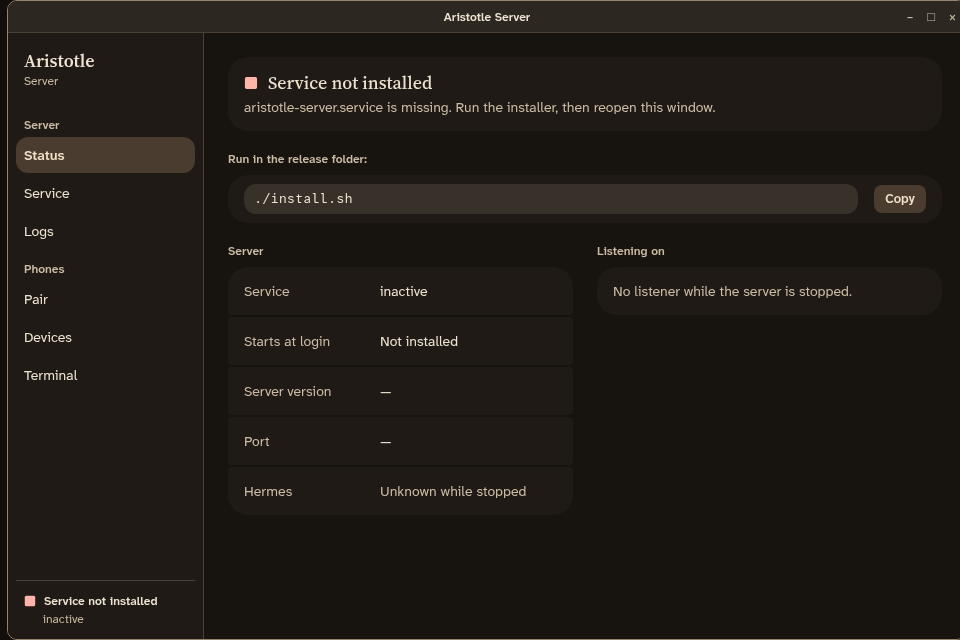 Aristotle Server
Aristotle
Server
Server
Status
Service
Logs
Phones
Pair
Devices
Terminal
Service not installed
inactive
Service not installed
aristotle-server.service is missing. Run the installer, then reopen this window.
Run in the release folder:
./install.sh
Copy
Server
Service inactive
Starts at login Not installed
Server version —
Port —
Hermes Unknown while stopped
Listening on
No listener while the server is stopped.